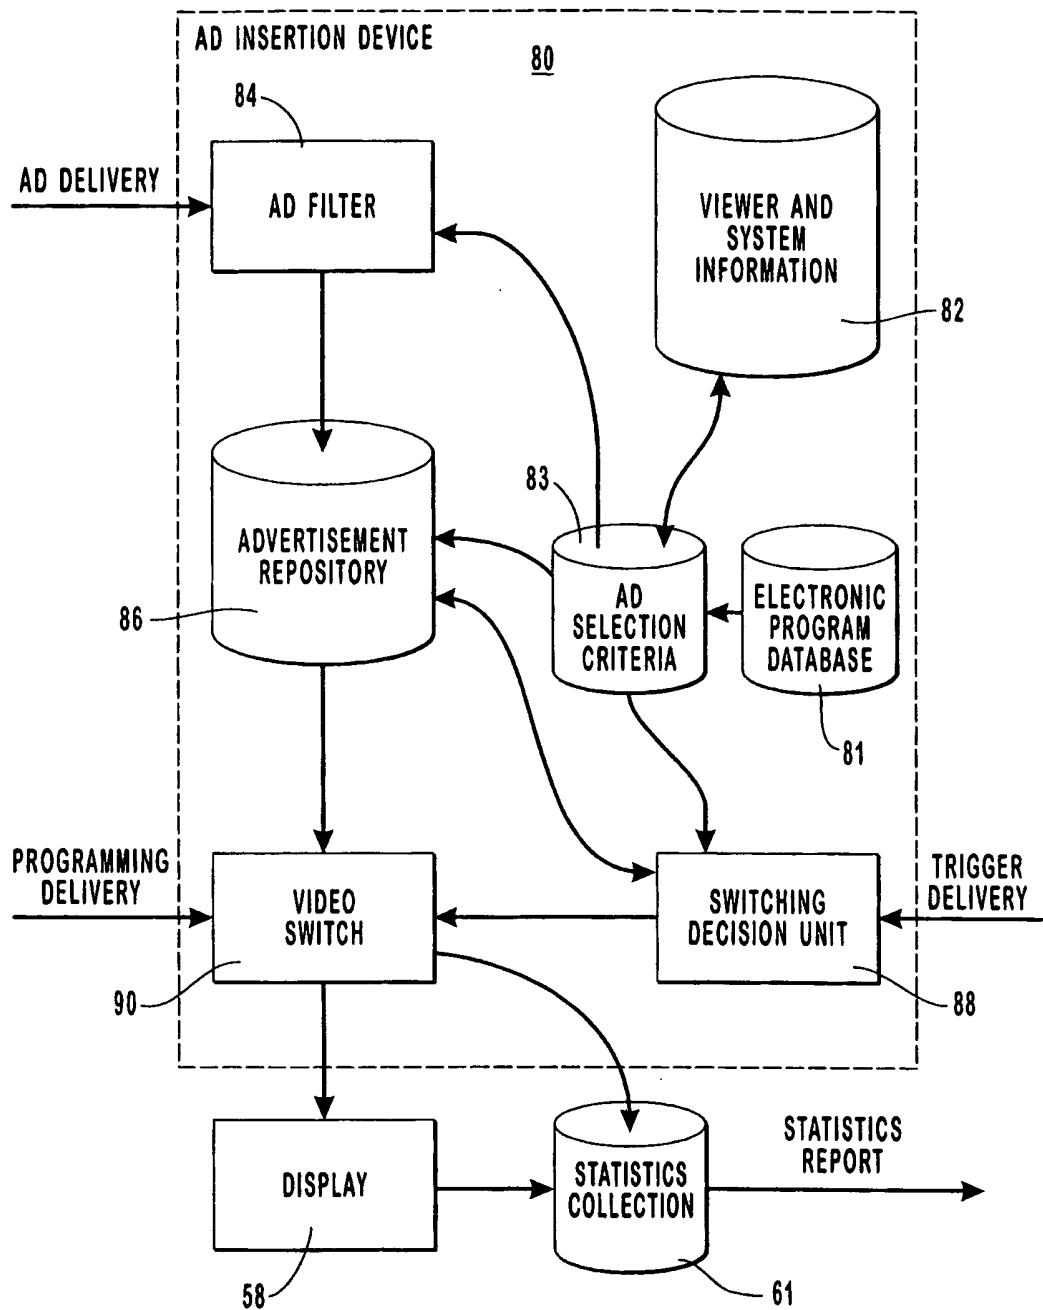 AD INSERTION DEVICE
80
84
AD DELIVERY
AD FILTER
VIEWER AND
SYSTEM
INFORMATION
82
83
ADVERTISEMENT
REPOSITORY
86
AD
SELECTION
CRITERIA
ELECTRONIC
PROGRAM
DATABASE
81
PROGRAMMING
DELIVERY
VIDEO
SWITCH
90
SWITCHING
DECISION UNIT
88
TRIGGER
DELIVERY
DISPLAY
58
STATISTICS
COLLECTION
61
STATISTICS
REPORT